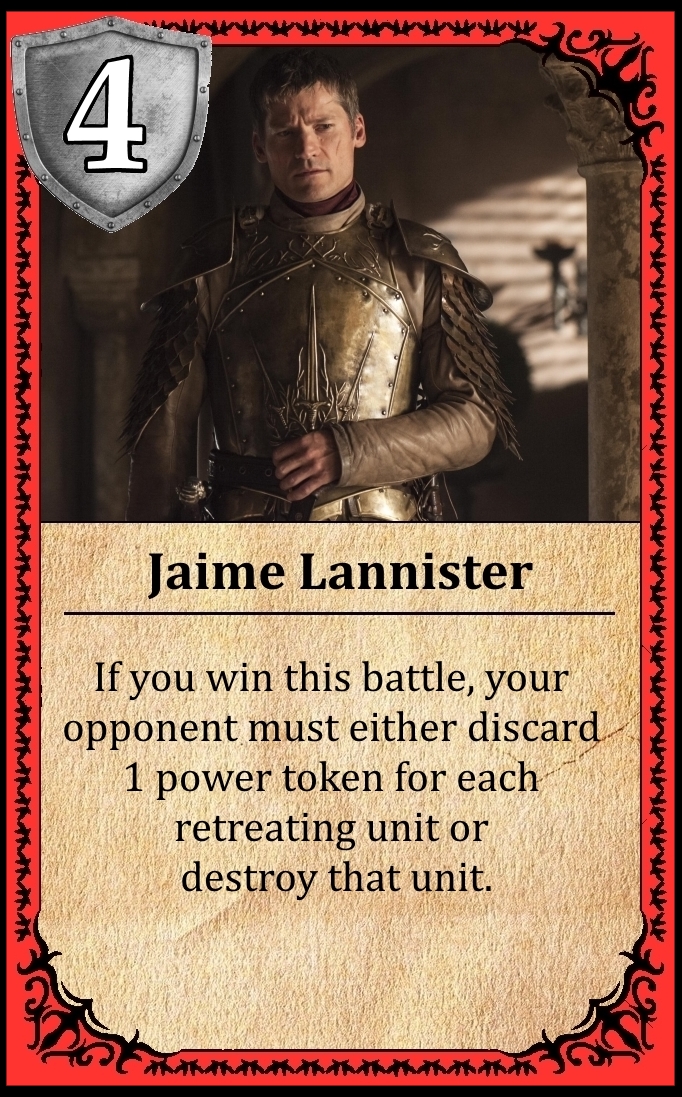 4
Jaime Lannister
If you win this battle, your
opponent must either discard
1 power token for each
retreating unit or
destroy that unit.